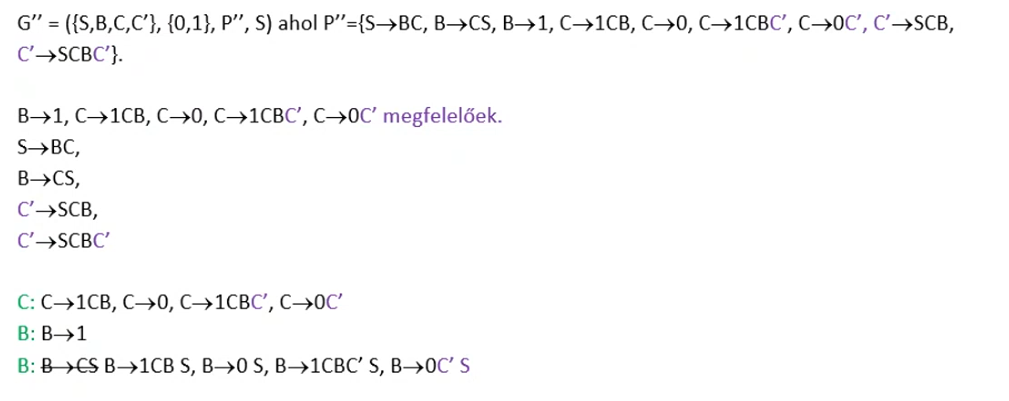 G’’ = ({S,B,C,C’}, {0,1}, P’’, S) ahol P’’={S→BC, B→CS, B→1, C→1CB, C→0, C→1CBC’, C→0C’, C’→SCB,
C’→SCBC’}.
B→1, C→1CB, C→0, C→1CBC’, C→0C’ megfelelőek.
S→BC,
B→CS,
C’→SCB,
C’→SCBC’
C: C→1CB, C→0, C→1CBC’, C→0C’
B: B→1
B: B→CS B→1CB S, B→0 S, B→1CBC’ S, B→0C’ S